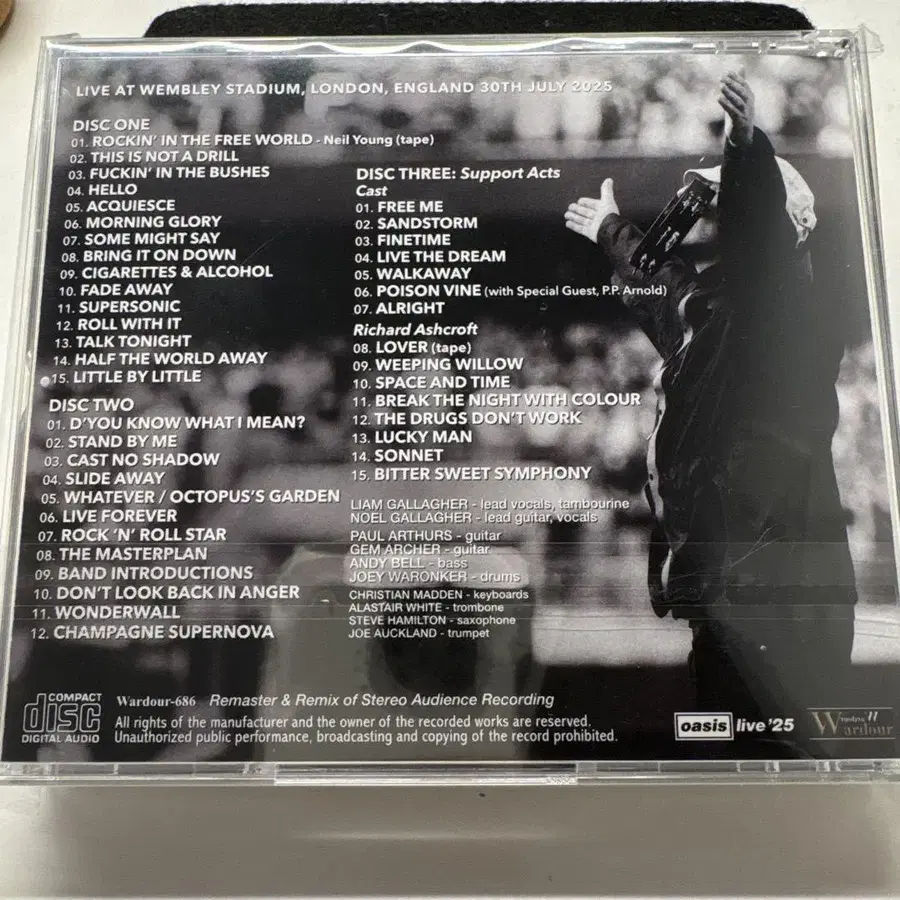 LIVE AT WEMBLEY STADIUM, LONDON, ENGLAND 30TH JULY 2025
DISC ONE
01. ROCKIN' IN THE FREE WORLD - Neil Young (tape)
02. THIS IS NOT A DRILL
03. FUCKIN' IN THE BUSHES
04. HELLO
05. ACQUIESCE
06. MORNING GLORY
07. SOME MIGHT SAY
08. BRING IT ON DOWN
09. CIGARETTES & ALCOHOL
10. FADE AWAY
11. SUPERSONIC
12. ROLL WITH IT
13. TALK TONIGHT
14. HALF THE WORLD AWAY
15. LITTLE BY LITTLE
DISC TWO
01. D'YOU KNOW WHAT I MEAN?
02. STAND BY ME
03. CAST NO SHADOW
04. SLIDE AWAY
05. WHATEVER / OCTOPUS'S GARDEN
06. LIVE FOREVER
07. ROCK 'N' ROLL STAR
08. THE MASTERPLAN
09. BAND INTRODUCTIONS
10. DON'T LOOK BACK IN ANGER
11. WONDERWALL
12. CHAMPAGNE SUPERNOVA
DISC THREE: Support Acts
Cast
01. FREE ME
02. SANDSTORM
03. FINETIME
04. LIVE THE DREAM
05. WALKAWAY
06. POISON VINE (with Special Guest, P.P. Arnold)
07. ALRIGHT
Richard Ashcroft
08. LOVER (tape)
09. WEEPING WILLOW
10. SPACE AND TIME
11. BREAK THE NIGHT WITH COLOUR
12. THE DRUGS DON'T WORK
13. LUCKY MAN
14. SONNET
15. BITTER SWEET SYMPHONY
LIAM GALLAGHER - lead vocals, tambourine
NOEL GALLAGHER - lead guitar, vocals
PAUL ARTHURS - guitar
GEM ARCHER - guitar
ANDY BELL - bass
JOEY WARONKER - drums
CHRISTIAN MADDEN - keyboards
ALASTAIR WHITE - trombone
STEVE HAMILTON - saxophone
JOE AUCKLAND - trumpet
COMPACT
disc
DIGITAL AUDIO
Wardour-686 Remaster & Remix of Stereo Audience Recording
All rights of the manufacturer and the owner of the recorded works are reserved.
Unauthorized public performance, broadcasting and copying of the record prohibited.
oasis live '25
Wardour